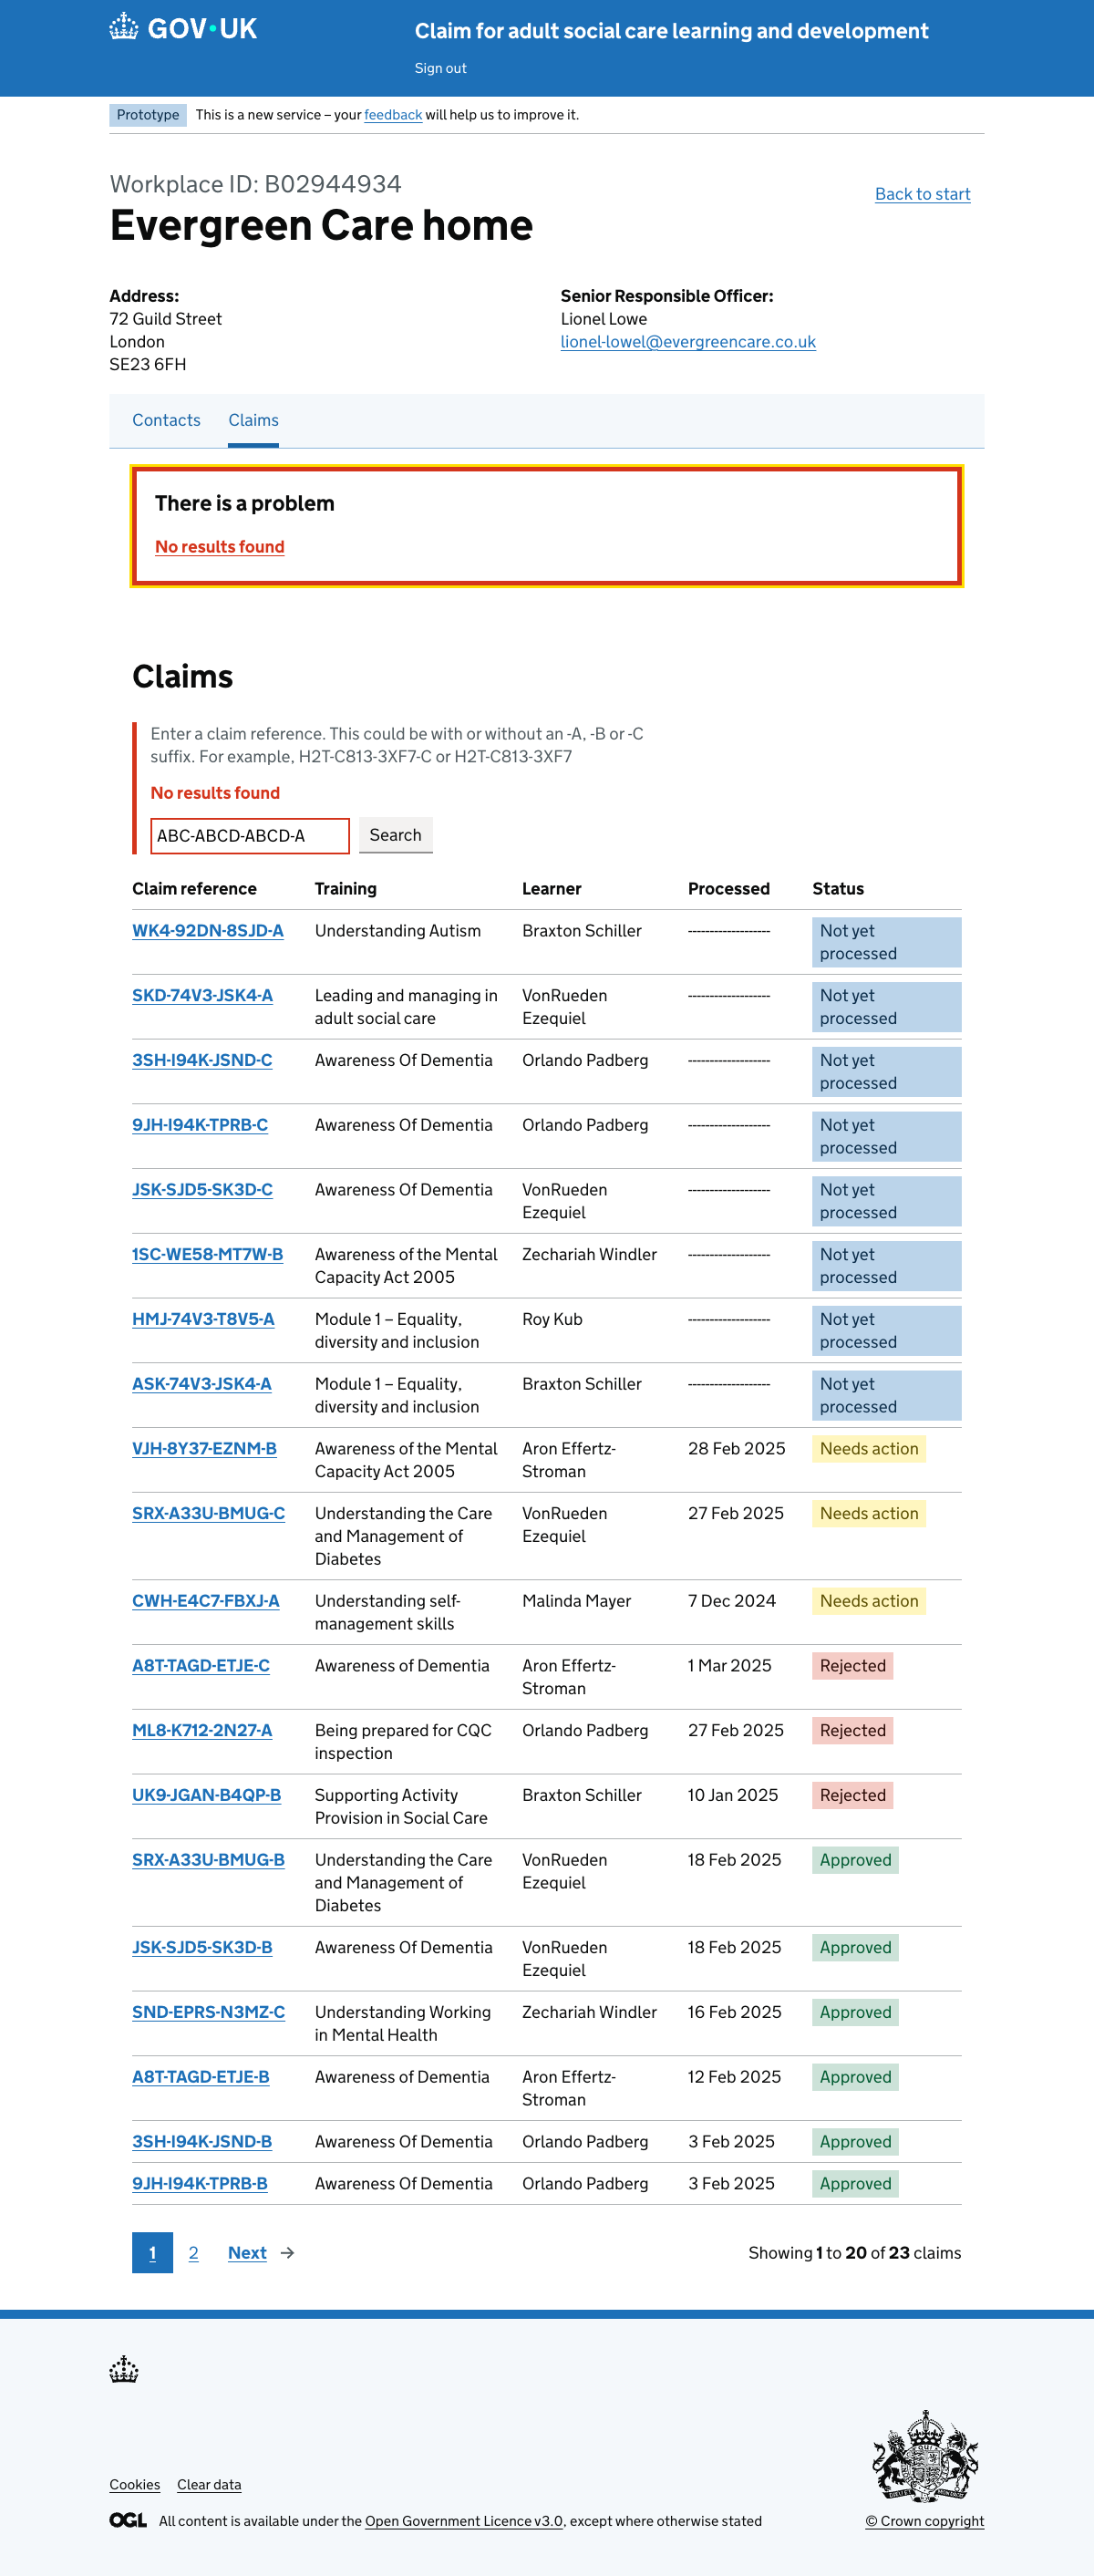 GOV·UK
Claim for adult social care learning and development
Sign out
Prototype This is a new service – your feedback will help us to improve it.
Workplace ID: B02944934
Back to start
Evergreen Care home
Address:
72 Guild Street
London
SE23 6FH
Senior Responsible Officer:
Lionel Lowe
lionel-lowel@evergreencare.co.uk
Contacts Claims
There is a problem
No results found
Claims
Enter a claim reference. This could be with or without an -A, -B or -C
suffix. For example, H2T-C813-3XF7-C or H2T-C813-3XF7
No results found
ABC-ABCD-ABCD-A Search
Claim reference Training Learner Processed Status
WK4-92DN-8SJD-A Understanding Autism Braxton Schiller ------------------- Not yet
processed
SKD-74V3-JSK4-A Leading and managing in VonRueden ------------------- Not yet
adult social care Ezequiel processed
3SH-I94K-JSND-C Awareness Of Dementia Orlando Padberg ------------------- Not yet
processed
9JH-I94K-TPRB-C Awareness Of Dementia Orlando Padberg ------------------- Not yet
processed
JSK-SJD5-SK3D-C Awareness Of Dementia VonRueden ------------------- Not yet
Ezequiel processed
1SC-WE58-MT7W-B Awareness of the Mental Zechariah Windler ------------------- Not yet
Capacity Act 2005 processed
HMJ-74V3-T8V5-A Module 1 – Equality, Roy Kub ------------------- Not yet
diversity and inclusion processed
ASK-74V3-JSK4-A Module 1 – Equality, Braxton Schiller ------------------- Not yet
diversity and inclusion processed
VJH-8Y37-EZNM-B Awareness of the Mental Aron Effertz- 28 Feb 2025 Needs action
Capacity Act 2005 Stroman
SRX-A33U-BMUG-C Understanding the Care VonRueden 27 Feb 2025 Needs action
and Management of Ezequiel
Diabetes
CWH-E4C7-FBXJ-A Understanding self- Malinda Mayer 7 Dec 2024 Needs action
management skills
A8T-TAGD-ETJE-C Awareness of Dementia Aron Effertz- 1 Mar 2025 Rejected
Stroman
ML8-K712-2N27-A Being prepared for CQC Orlando Padberg 27 Feb 2025 Rejected
inspection
UK9-JGAN-B4QP-B Supporting Activity Braxton Schiller 10 Jan 2025 Rejected
Provision in Social Care
SRX-A33U-BMUG-B Understanding the Care VonRueden 18 Feb 2025 Approved
and Management of Ezequiel
Diabetes
JSK-SJD5-SK3D-B Awareness Of Dementia VonRueden 18 Feb 2025 Approved
Ezequiel
SND-EPRS-N3MZ-C Understanding Working Zechariah Windler 16 Feb 2025 Approved
in Mental Health
A8T-TAGD-ETJE-B Awareness of Dementia Aron Effertz- 12 Feb 2025 Approved
Stroman
3SH-I94K-JSND-B Awareness Of Dementia Orlando Padberg 3 Feb 2025 Approved
9JH-I94K-TPRB-B Awareness Of Dementia Orlando Padberg 3 Feb 2025 Approved
1 2 Next → Showing 1 to 20 of 23 claims
Cookies Clear data
OGL All content is available under the Open Government Licence v3.0, except where otherwise stated
© Crown copyright